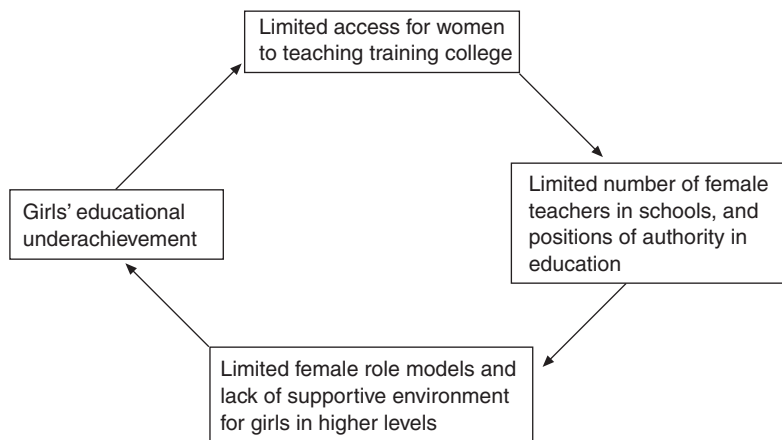 Limited access for women
to teaching training college
Limited number of female
teachers in schools, and
positions of authority in
education
Limited female role models and
lack of supportive environment
for girls in higher levels
Girls’ educational
underachievement